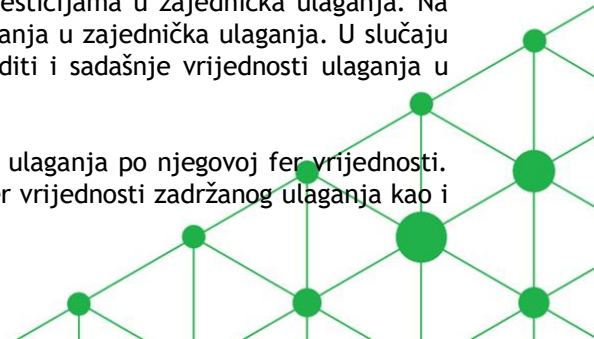 esticijama u zajednička ulaganja. Na
anja u zajednička ulaganja. U slučaju
diti i sadašnje vrijednosti ulaganja u
ulaganja po njegovoj fer vrijednosti.
r vrijednosti zadržanog ulaganja kao i